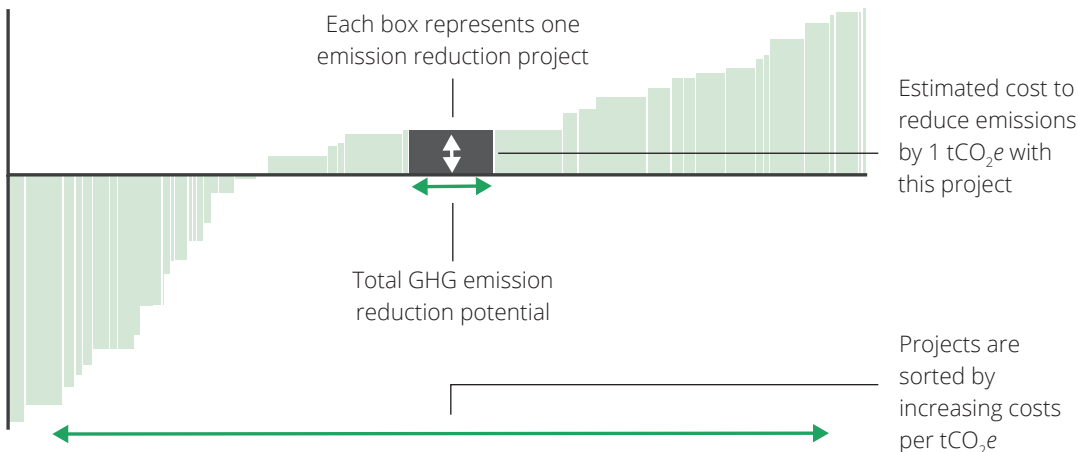 Each box represents one
emission reduction project
Estimated cost to
reduce emissions
by 1 tCO₂e with
this project
Total GHG emission
reduction potential
Projects are
sorted by
increasing costs
per tCO₂e